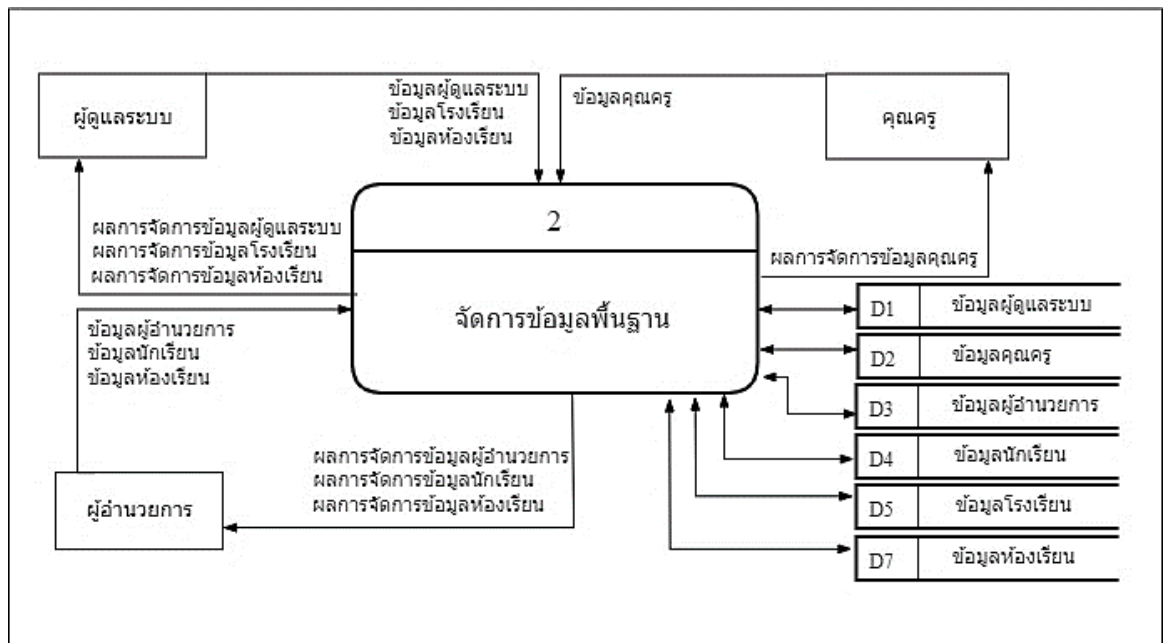 ผู้ดูแลระบบ
ข้อมูลผู้ดูแลระบบ
ข้อมูลโรงเรียน
ข้อมูลห้องเรียน
ข้อมูลคุณครู
คุณครู
2
จัดการข้อมูลพื้นฐาน
ผลการจัดการข้อมูลผู้ดูแลระบบ
ผลการจัดการข้อมูลโรงเรียน
ผลการจัดการข้อมูลห้องเรียน
ผลการจัดการข้อมูลคุณครู
ข้อมูลผู้อำนวยการ
ข้อมูลนักเรียน
ข้อมูลห้องเรียน
ผู้อำนวยการ
ผลการจัดการข้อมูลผู้อำนวยการ
ผลการจัดการข้อมูลนักเรียน
ผลการจัดการข้อมูลห้องเรียน
D1 ข้อมูลผู้ดูแลระบบ
D2 ข้อมูลคุณครู
D3 ข้อมูลผู้อำนวยการ
D4 ข้อมูลนักเรียน
D5 ข้อมูลโรงเรียน
D7 ข้อมูลห้องเรียน